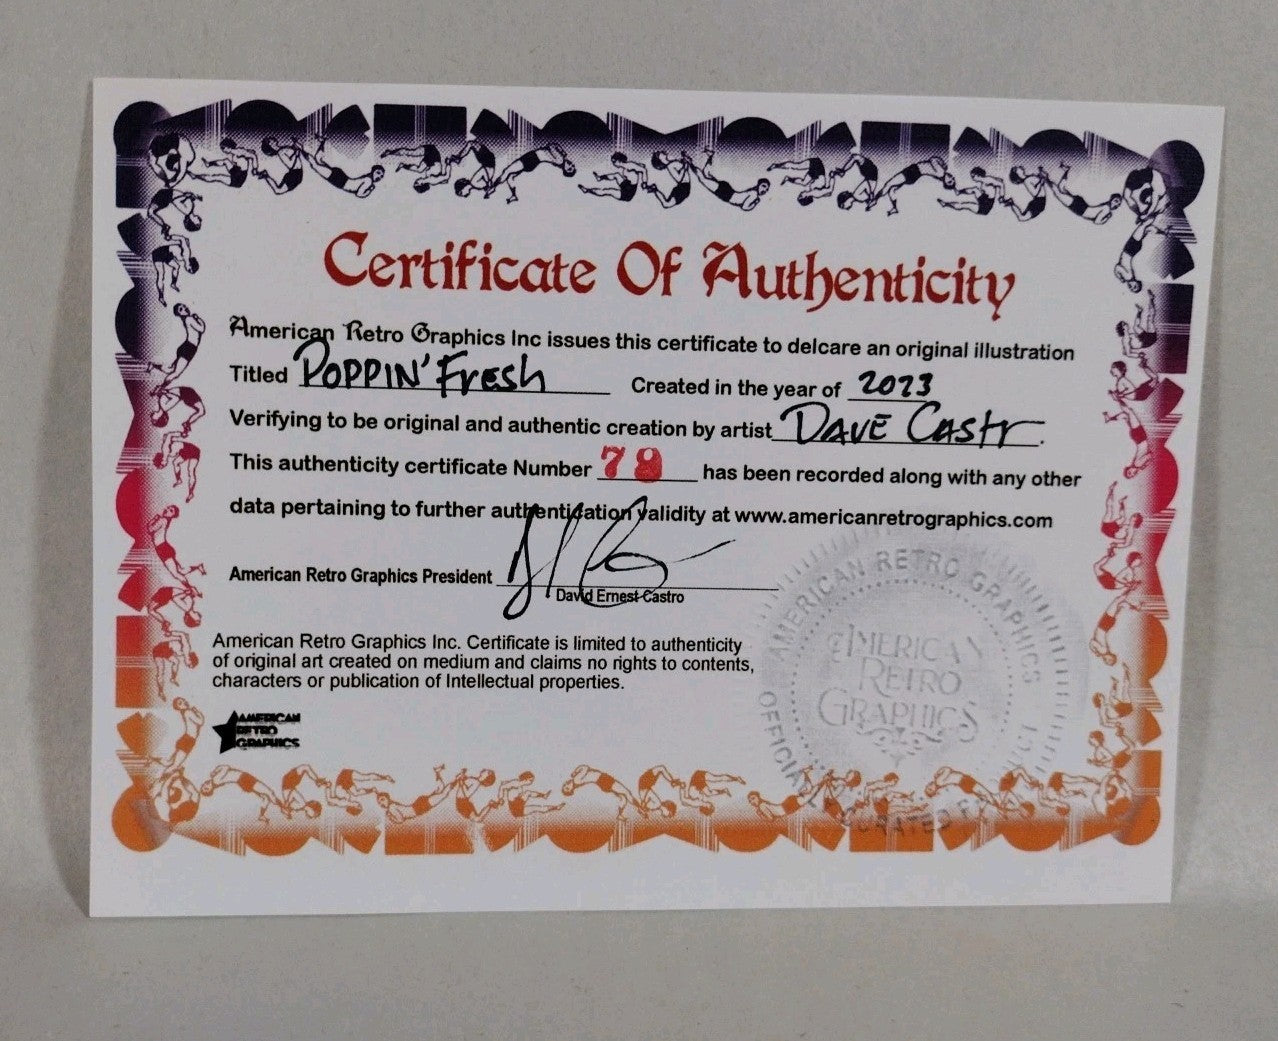 Certificate Of Authenticity
American Retro Graphics Inc issues this certificate to delcare an original illustration
Titled POPPIN' FResh Created in the year of 2023
Verifying to be original and authentic creation by artist DAVE CAStr.
This authenticity certificate Number 79 has been recorded along with any other
data pertaining to further authentication validity at www.americanretrographics.com
American Retro Graphics President
David Ernest Castro
American Retro Graphics Inc. Certificate is limited to authenticity
of original art created on medium and claims no rights to contents,
characters or publication of Intellectual properties.
AMERICAN
RETRO
GRAPHICS
AMERICAN RETRO GRAPHICS
AMERICAN
RETRO
GRAPHICS